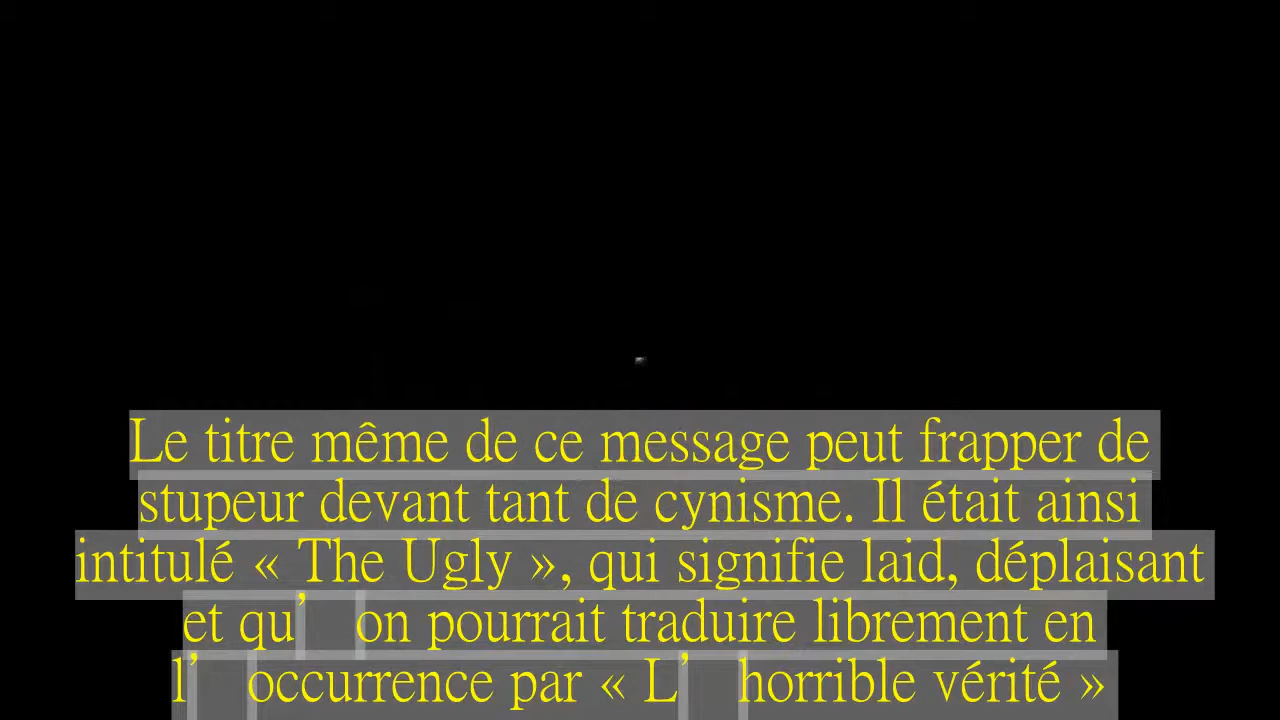 Le titre même de ce message peut frapper de
stupeur devant tant de cynisme. Il était ainsi
intitulé « The Ugly », qui signifie laid, déplaisant
et qu’on pourrait traduire librement en
l’occurrence par « L’horrible vérité »